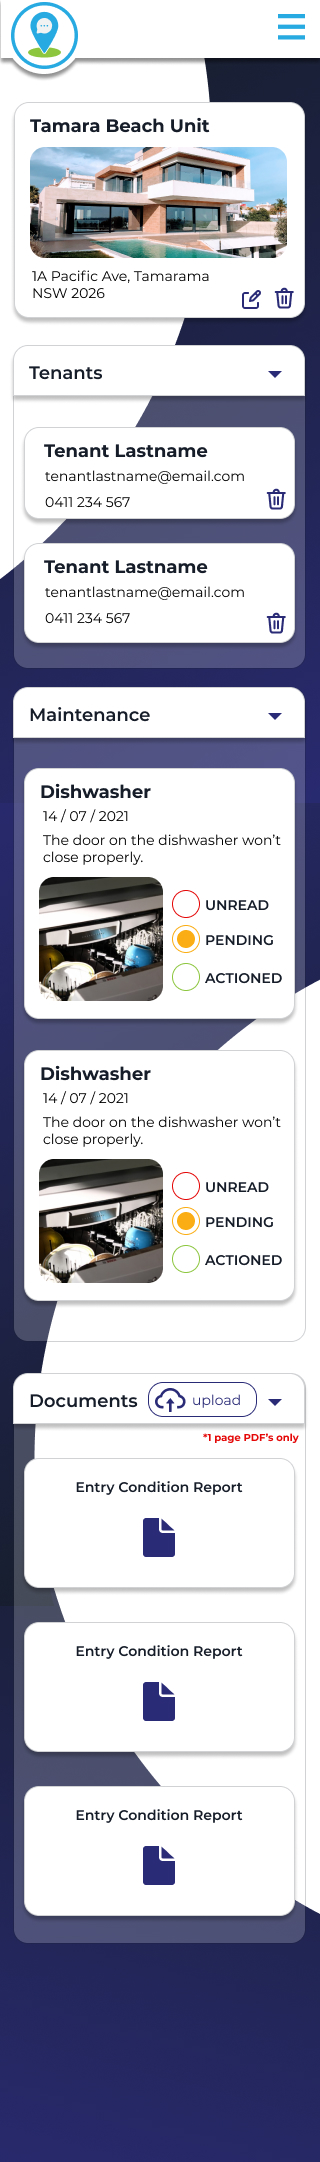 Tamara Beach Unit
1A Pacific Ave, Tamarama
NSW 2026
Tenants
Tenant Lastname
tenantlastname@email.com
0411 234 567
Tenant Lastname
tenantlastname@email.com
0411 234 567
Maintenance
Dishwasher
14 / 07 / 2021
The door on the dishwasher won’t
close properly.
UNREAD
PENDING
ACTIONED
Dishwasher
14 / 07 / 2021
The door on the dishwasher won’t
close properly.
UNREAD
PENDING
ACTIONED
Documents upload
*1 page PDF’s only
Entry Condition Report
Entry Condition Report
Entry Condition Report